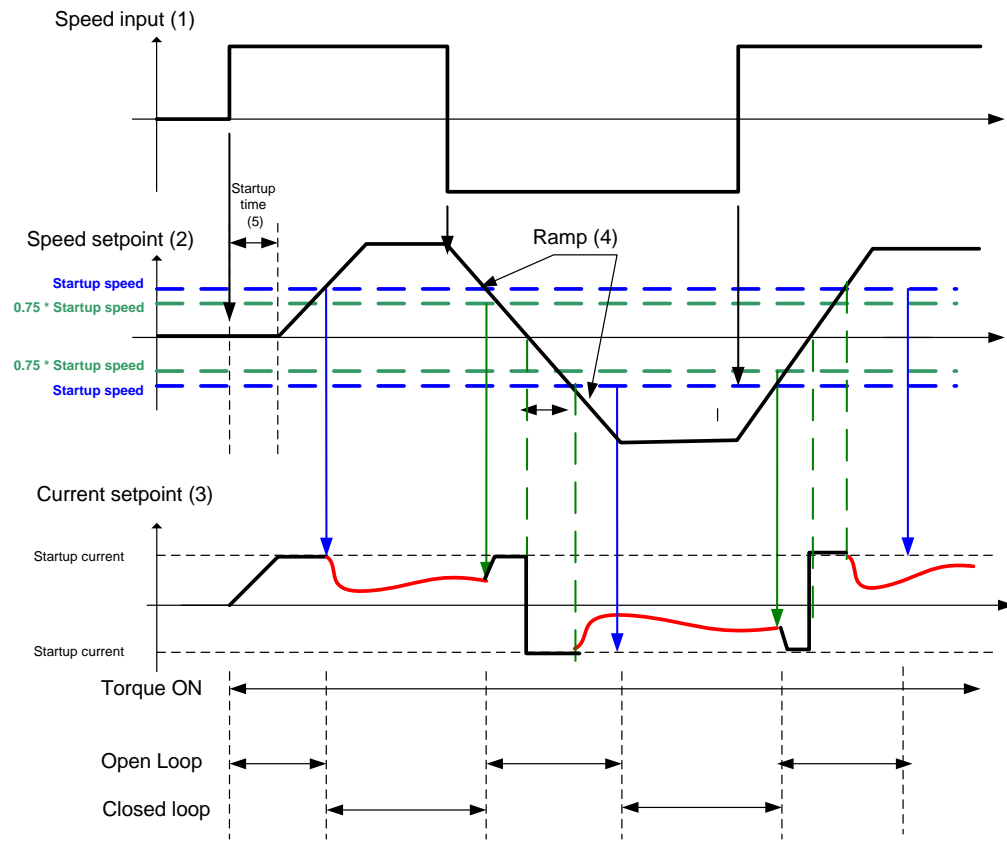 Speed input (1)
Startup
time
(5)
Speed setpoint (2)
Ramp (4)
Startup speed
0.75 * Startup speed
0.75 * Startup speed
Startup speed
Current setpoint (3)
Startup current
Startup current
Torque ON
Open Loop
Closed loop